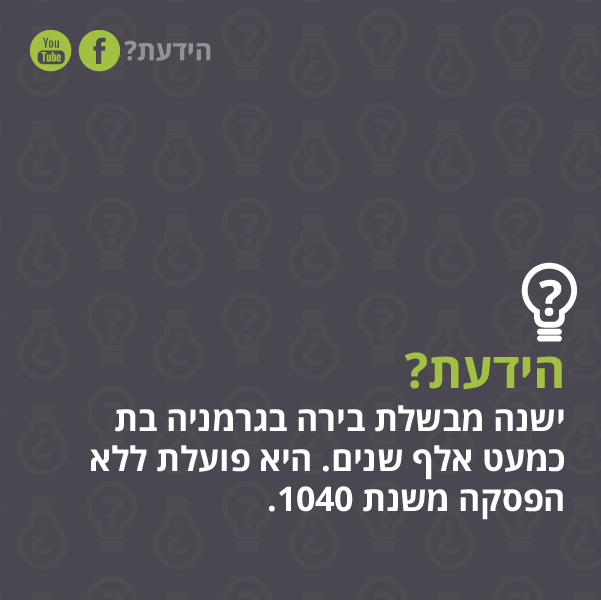 הידעת?
You
Tube
f
?
הידעת?
ישנה מבשלת בירה בגרמניה בת
כמעט אלף שנים. היא פועלת ללא
הפסקה משנת 1040.